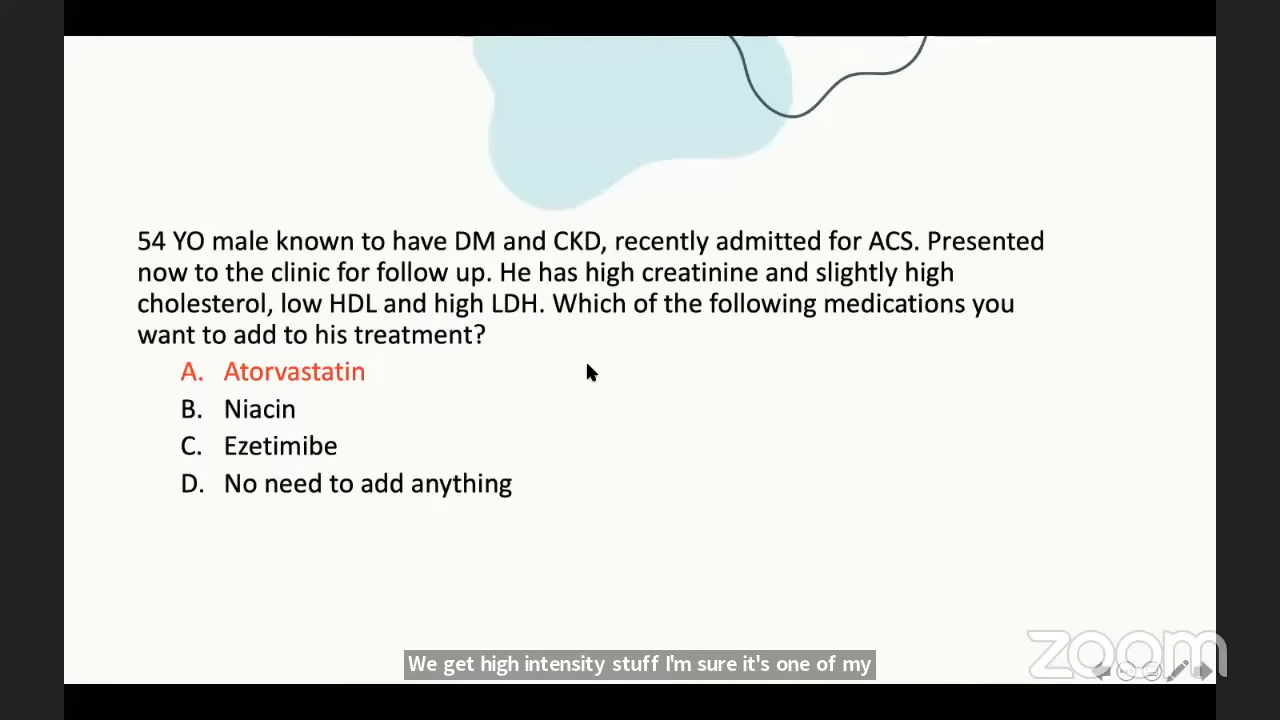 54 YO male known to have DM and CKD, recently admitted for ACS. Presented
now to the clinic for follow up. He has high creatinine and slightly high
cholesterol, low HDL and high LDH. Which of the following medications you
want to add to his treatment?
A. Atorvastatin
B. Niacin
C. Ezetimibe
D. No need to add anything
We get high intensity stuff I'm sure it's one of my
zoom